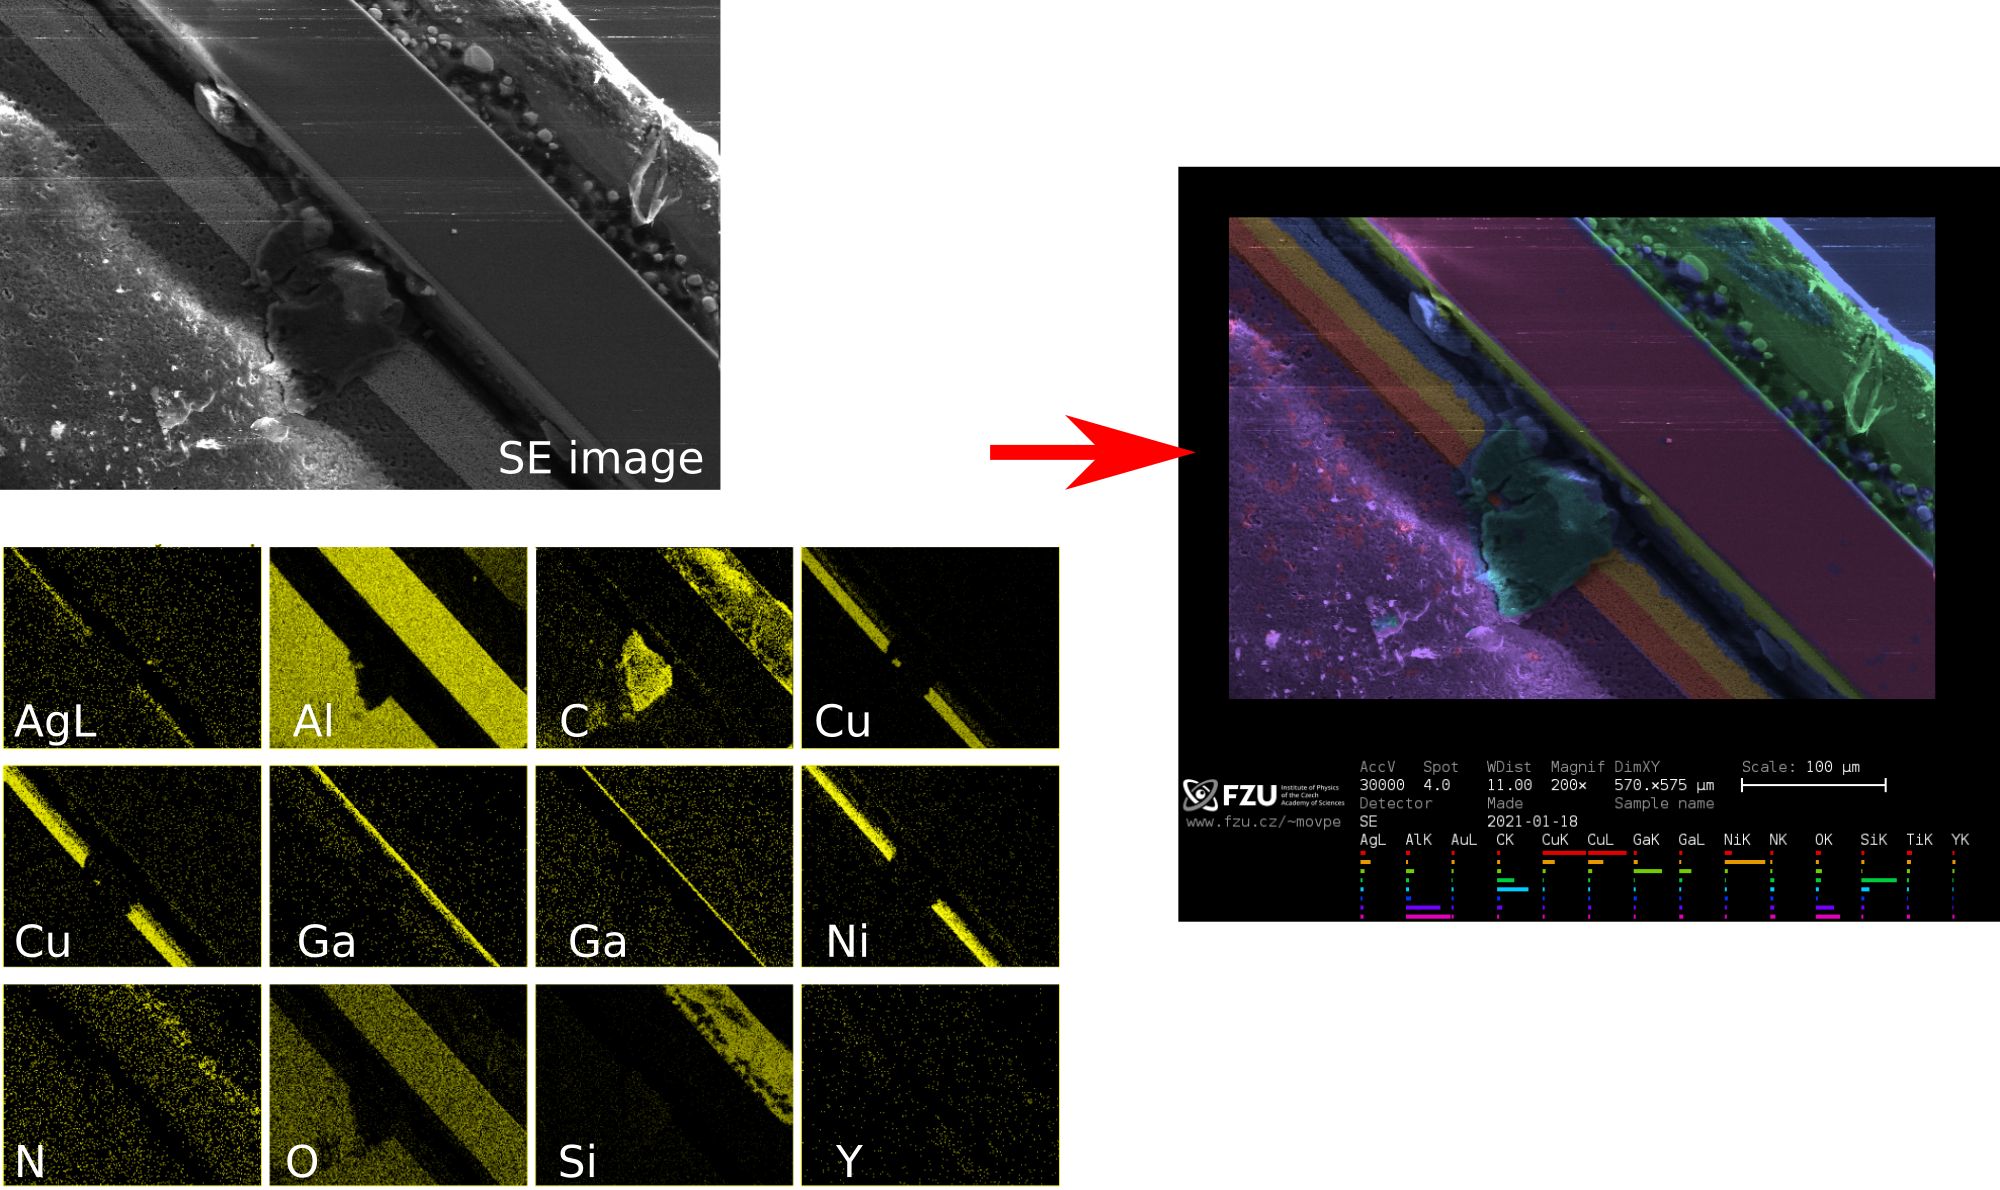 SE image
AgL
Al
C
Cu
Cu
Ga
Ga
Ni
N
O
Si
Y
AccV Spot WDist Magnif DimXY Scale: 100 µm
30000 4.0 11.00 200× 570.×575 µm
Detector Made Sample name
SE 2021-01-18
FZU
Institute of Physics
of the Czech
Academy of Sciences
www.fzu.cz/~movpe
AgL AlK AuL CK CuK CuL GaK GaL NiK NK OK SiK TiK YK